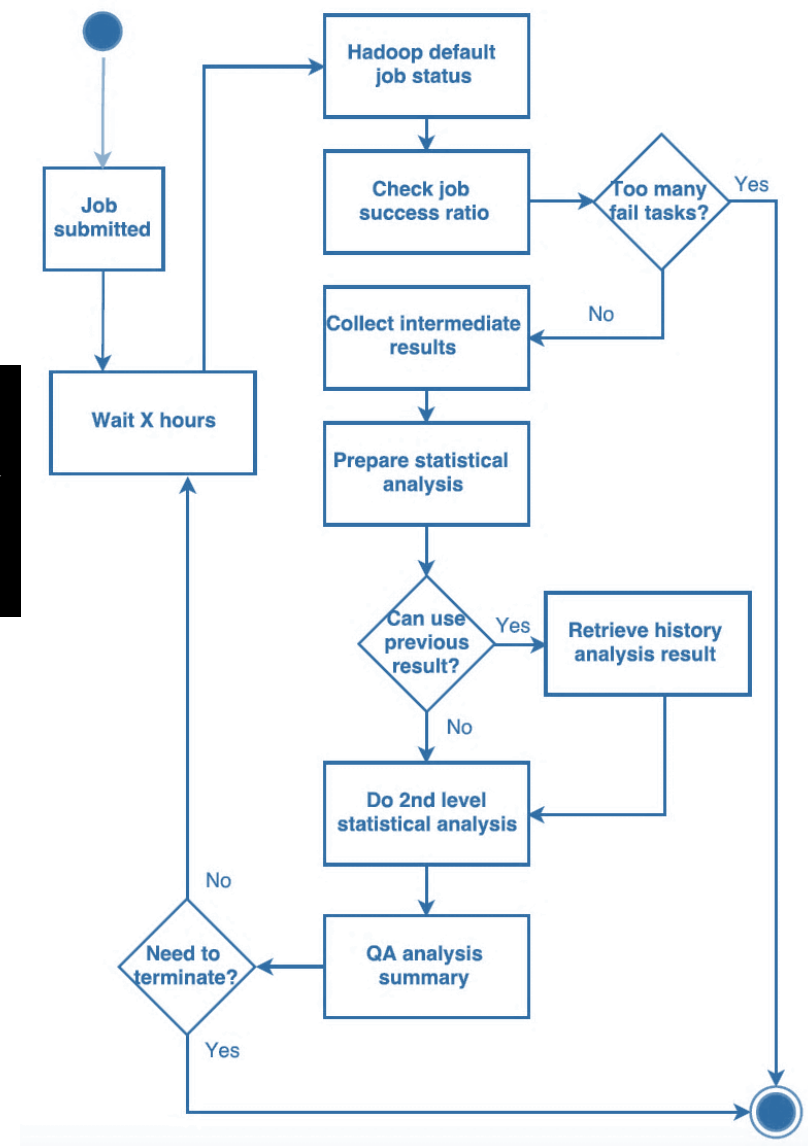 Hadoop default
job status
Job
submitted
Check job
success ratio
Too many
fail tasks?
Yes
No
Collect intermediate
results
Wait X hours
Prepare statistical
analysis
Can use
previous
result?
Yes
Retrieve history
analysis result
No
Do 2nd level
statistical analysis
No
Need to
terminate?
QA analysis
summary
Yes